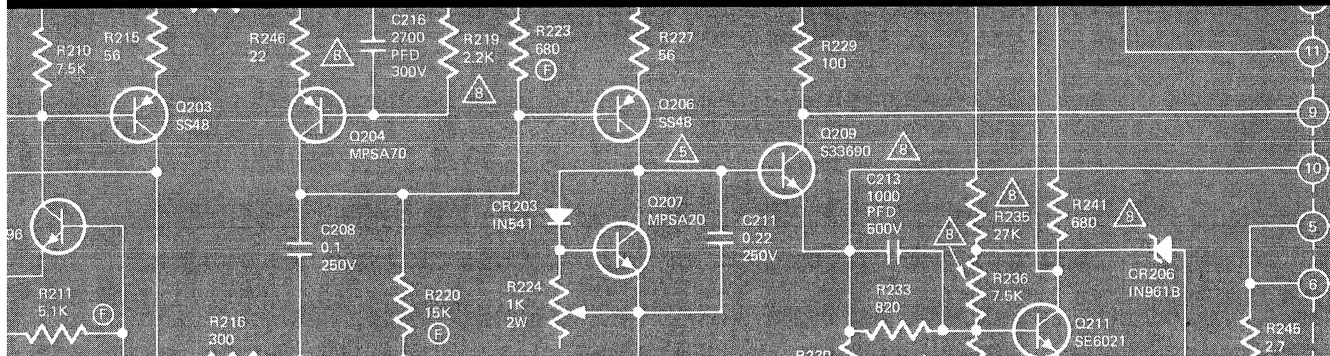 R210
7.5K
R215
56
Q203
SS48
R246
22
8
C216
2700
PFD
300V
R219
2.2K
8
Q204
MPSA70
R223
680
F
R227
56
Q206
SS48
5
R229
100
Q209
S33690
8
11
9
10
5
6
96
R211
5.1K
F
R216
300
C208
0.1
250V
R220
15K
F
CR203
IN541
Q207
MPSA20
C211
0.22
250V
R224
1K
2W
C213
1000
PFD
500V
R233
820
8
8
R235
27K
R236
7.5K
R241
680
8
CR206
IN961B
Q211
SE6021
R245
2.7